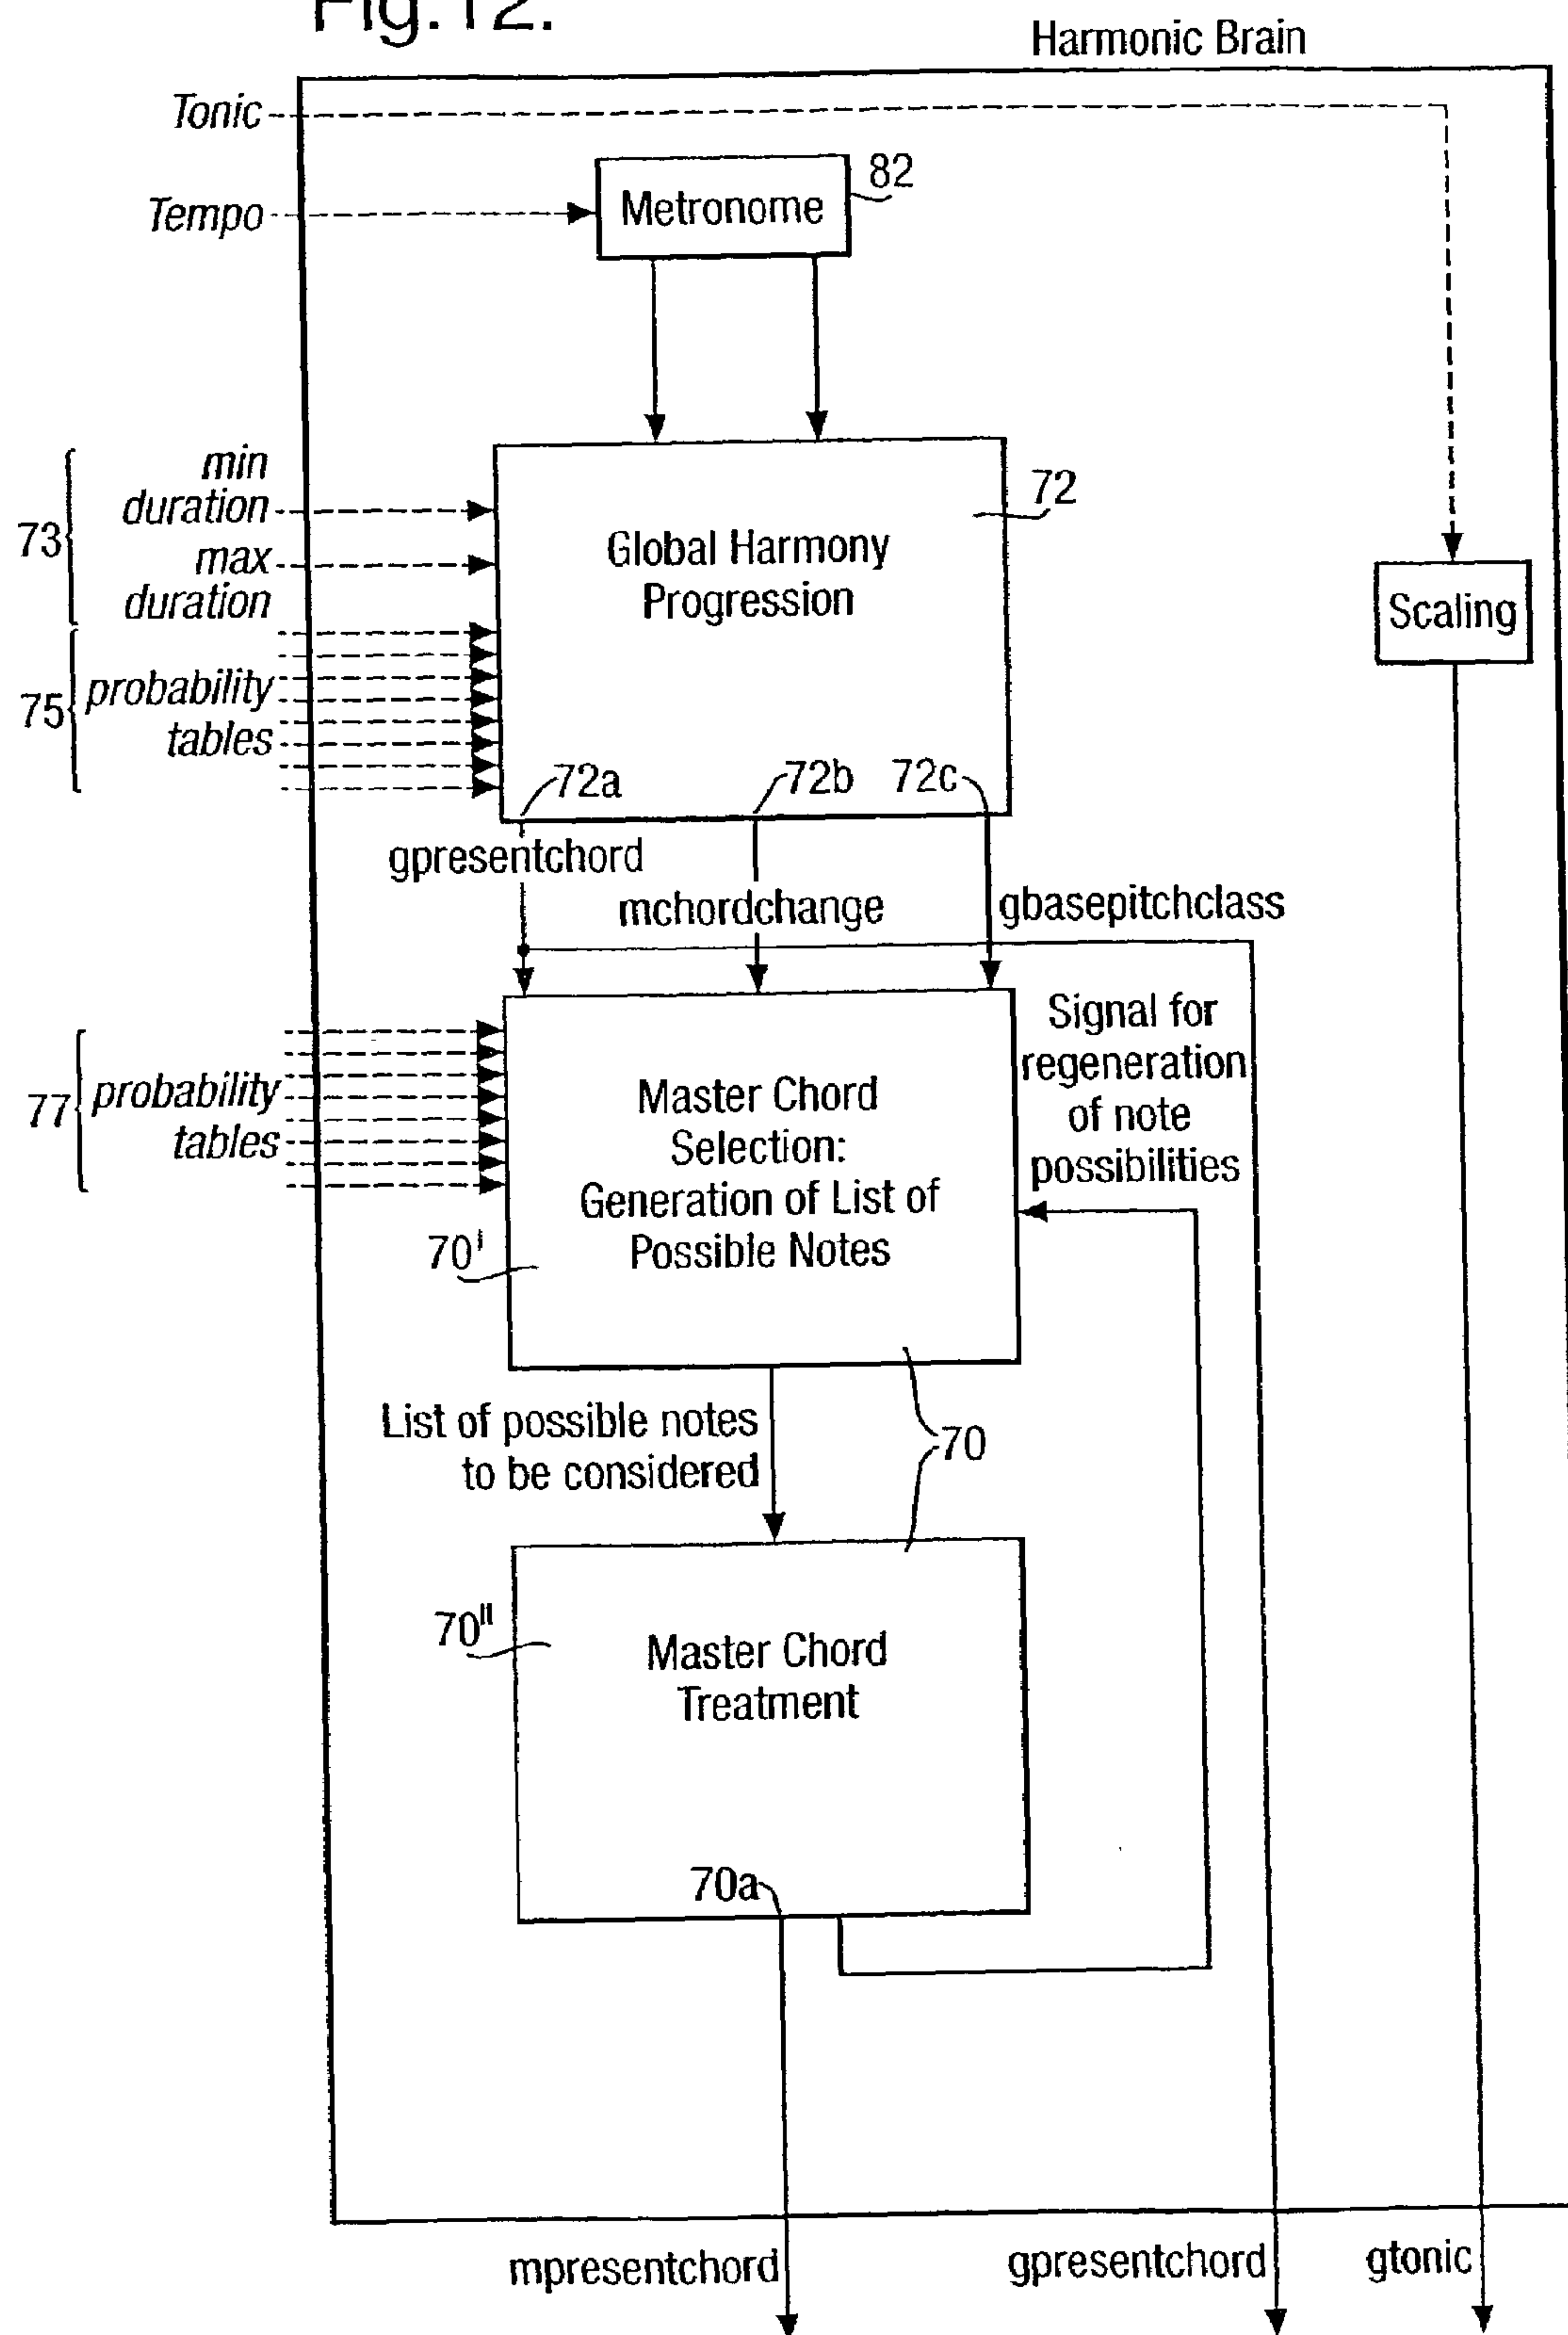 Fig.12.
Harmonic Brain
Tonic
82
Metronome
Tempo
min
duration
73
max
duration
72
Global Harmony
Progression
Scaling
75
probability
tables
72a
72b
72c
gpresentchord
mchordchange
gbasepitchclass
77
probability
tables
Master Chord
Selection:
Generation of List of
Possible Notes
Signal for
regeneration
of note
possibilities
70'
List of possible notes
to be considered
70
70"
Master Chord
Treatment
70a
mpresentchord
gpresentchord
gtonic